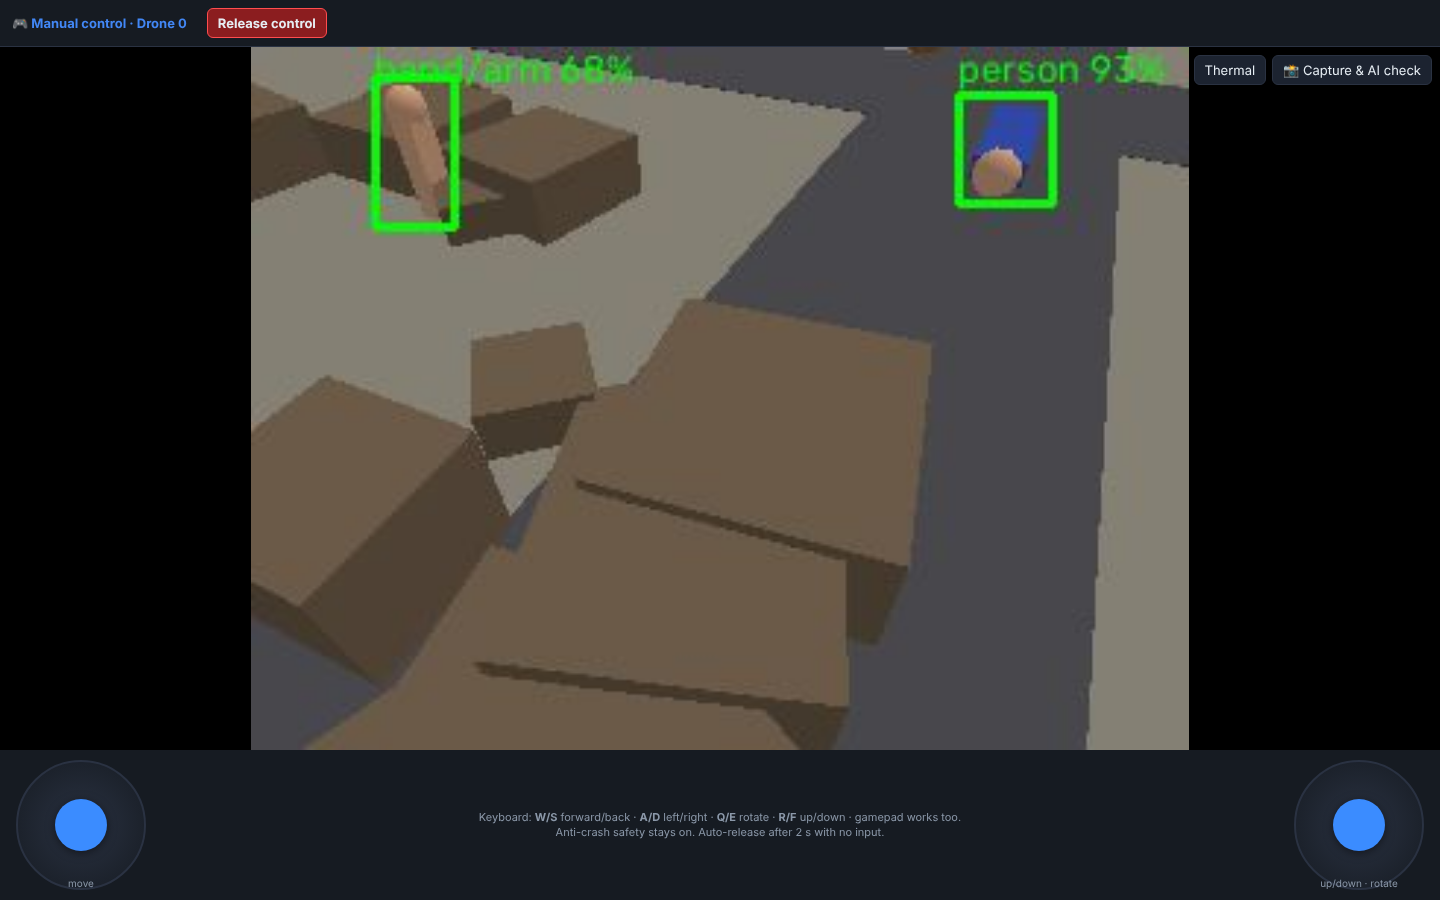 🎮 Manual control · Drone 0
Release control
Thermal
📸 Capture & AI check
hand/arm 68%
person 93%
Keyboard: W/S forward/back · A/D left/right · Q/E rotate · R/F up/down · gamepad works too.
Anti-crash safety stays on. Auto-release after 2 s with no input.
move
up/down · rotate